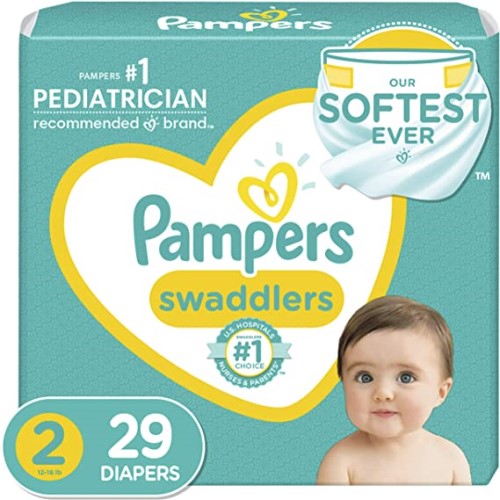 Pampers
PAMPERS #1
PEDIATRICIAN
recommended brand™
OUR
SOFTEST
EVER
™
Pampers
swaddlers
U.S. HOSPITALS
#1
CHOICE
NURSES & PARENTS
2
12-18 lb
29
DIAPERS